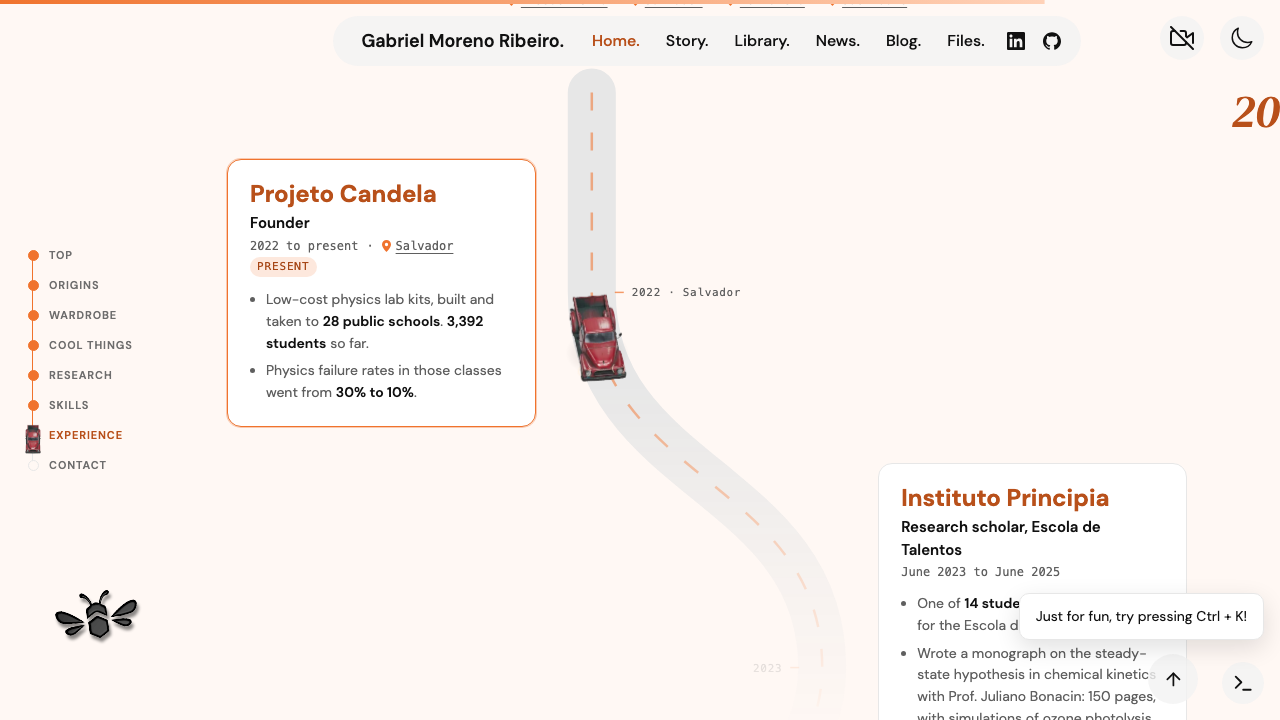 Gabriel Moreno Ribeiro. Home. Story. Library. News. Blog. Files.
20
Projeto Candela
Founder
2022 to present · Salvador
PRESENT
Low-cost physics lab kits, built and
taken to 28 public schools. 3,392
students so far.
Physics failure rates in those classes
went from 30% to 10%.
2022 · Salvador
TOP
ORIGINS
WARDROBE
COOL THINGS
RESEARCH
SKILLS
EXPERIENCE
CONTACT
Instituto Principia
Research scholar, Escola de
Talentos
June 2023 to June 2025
One of 14 stude
for the Escola d
Just for fun, try pressing Ctrl + K!
Wrote a monograph on the steady-
state hypothesis in chemical kinetics
with Prof. Juliano Bonacin: 150 pages,
with simulations of ozone photolysis
2023